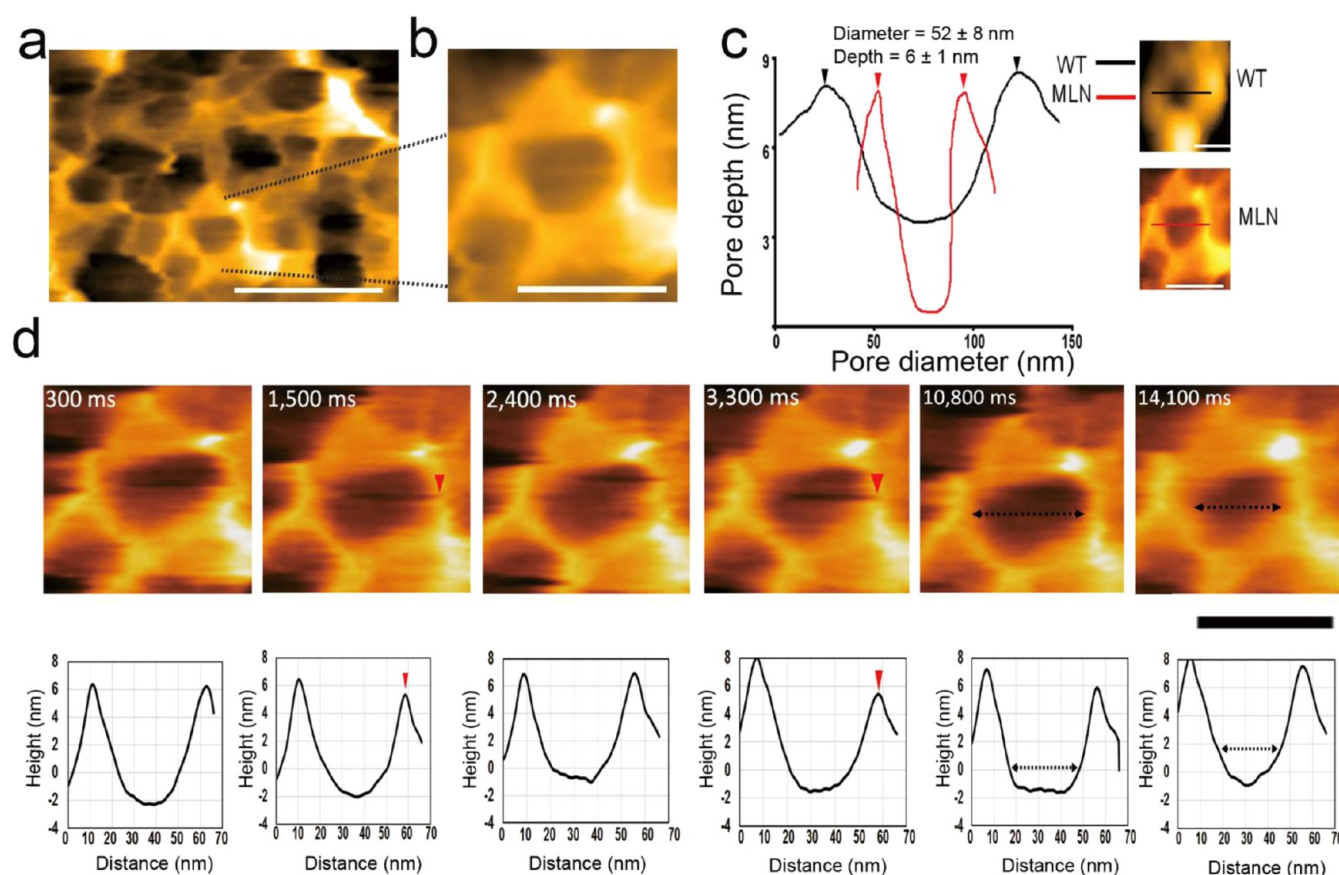 a
b
c
Diameter = 52 ± 8 nm
Depth = 6 ± 1 nm
WT
MLN
Pore depth (nm)
9
6
3
0
50
100
150
Pore diameter (nm)
WT
MLN
d
300 ms
1,500 ms
2,400 ms
3,300 ms
10,800 ms
14,100 ms
Height (nm)
8
6
4
2
0
-2
-4
0 10 20 30 40 50 60 70
Distance (nm)
Height (nm)
8
6
4
2
0
-2
-4
0 10 20 30 40 50 60 70
Distance (nm)
Height (nm)
8
6
4
2
0
-2
-4
0 10 20 30 40 50 60 70
Distance (nm)
Height (nm)
8
6
4
2
0
-2
-4
0 10 20 30 40 50 60 70
Distance (nm)
Height (nm)
8
6
4
2
0
-2
-4
0 10 20 30 40 50 60 70
Distance (nm)
Height (nm)
8
6
4
2
0
-2
-4
0 10 20 30 40 50 60 70
Distance (nm)